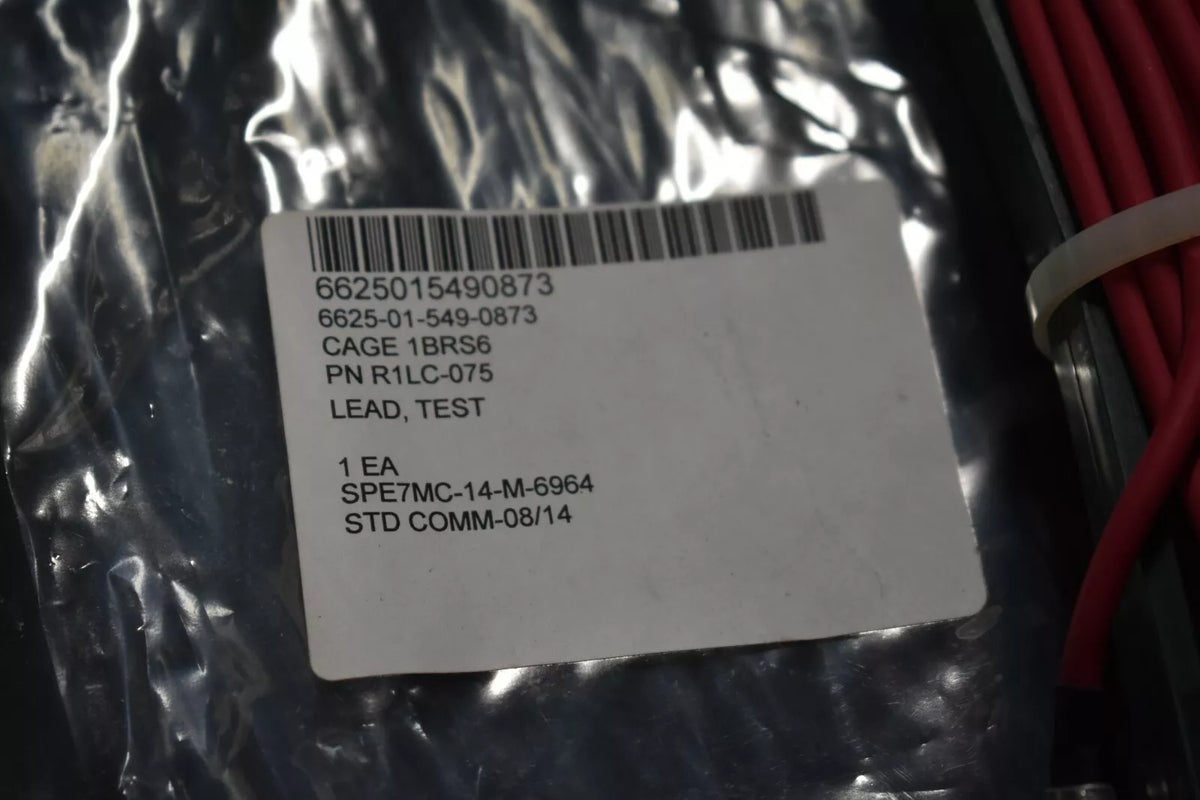 6625015490873
6625-01-549-0873
CAGE 1BRS6
PN R1LC-075
LEAD, TEST
1 EA
SPE7MC-14-M-6964
STD COMM-08/14